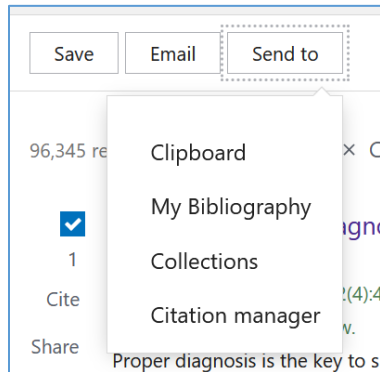 Save Email Send to
Clipboard
96,345
My Bibliography
1
Collections
Cite
Citation manager
Share
Proper diagnosis is the key to s